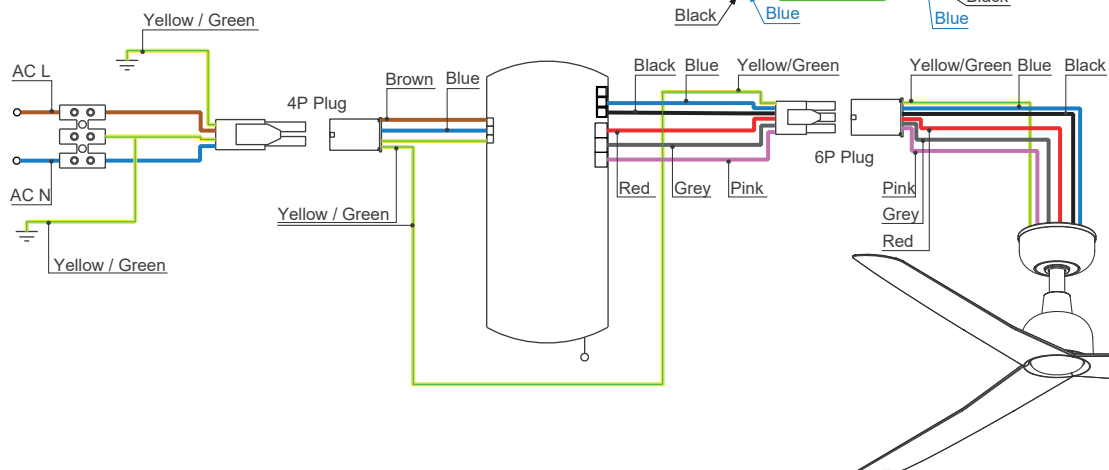 Black
Blue
Black
Blue
Yellow / Green
AC L
AC N
Yellow / Green
4P Plug
Brown
Blue
Yellow / Green
Black
Blue
Yellow/Green
Red
Grey
Pink
6P Plug
Yellow/Green
Blue
Black
Pink
Grey
Red